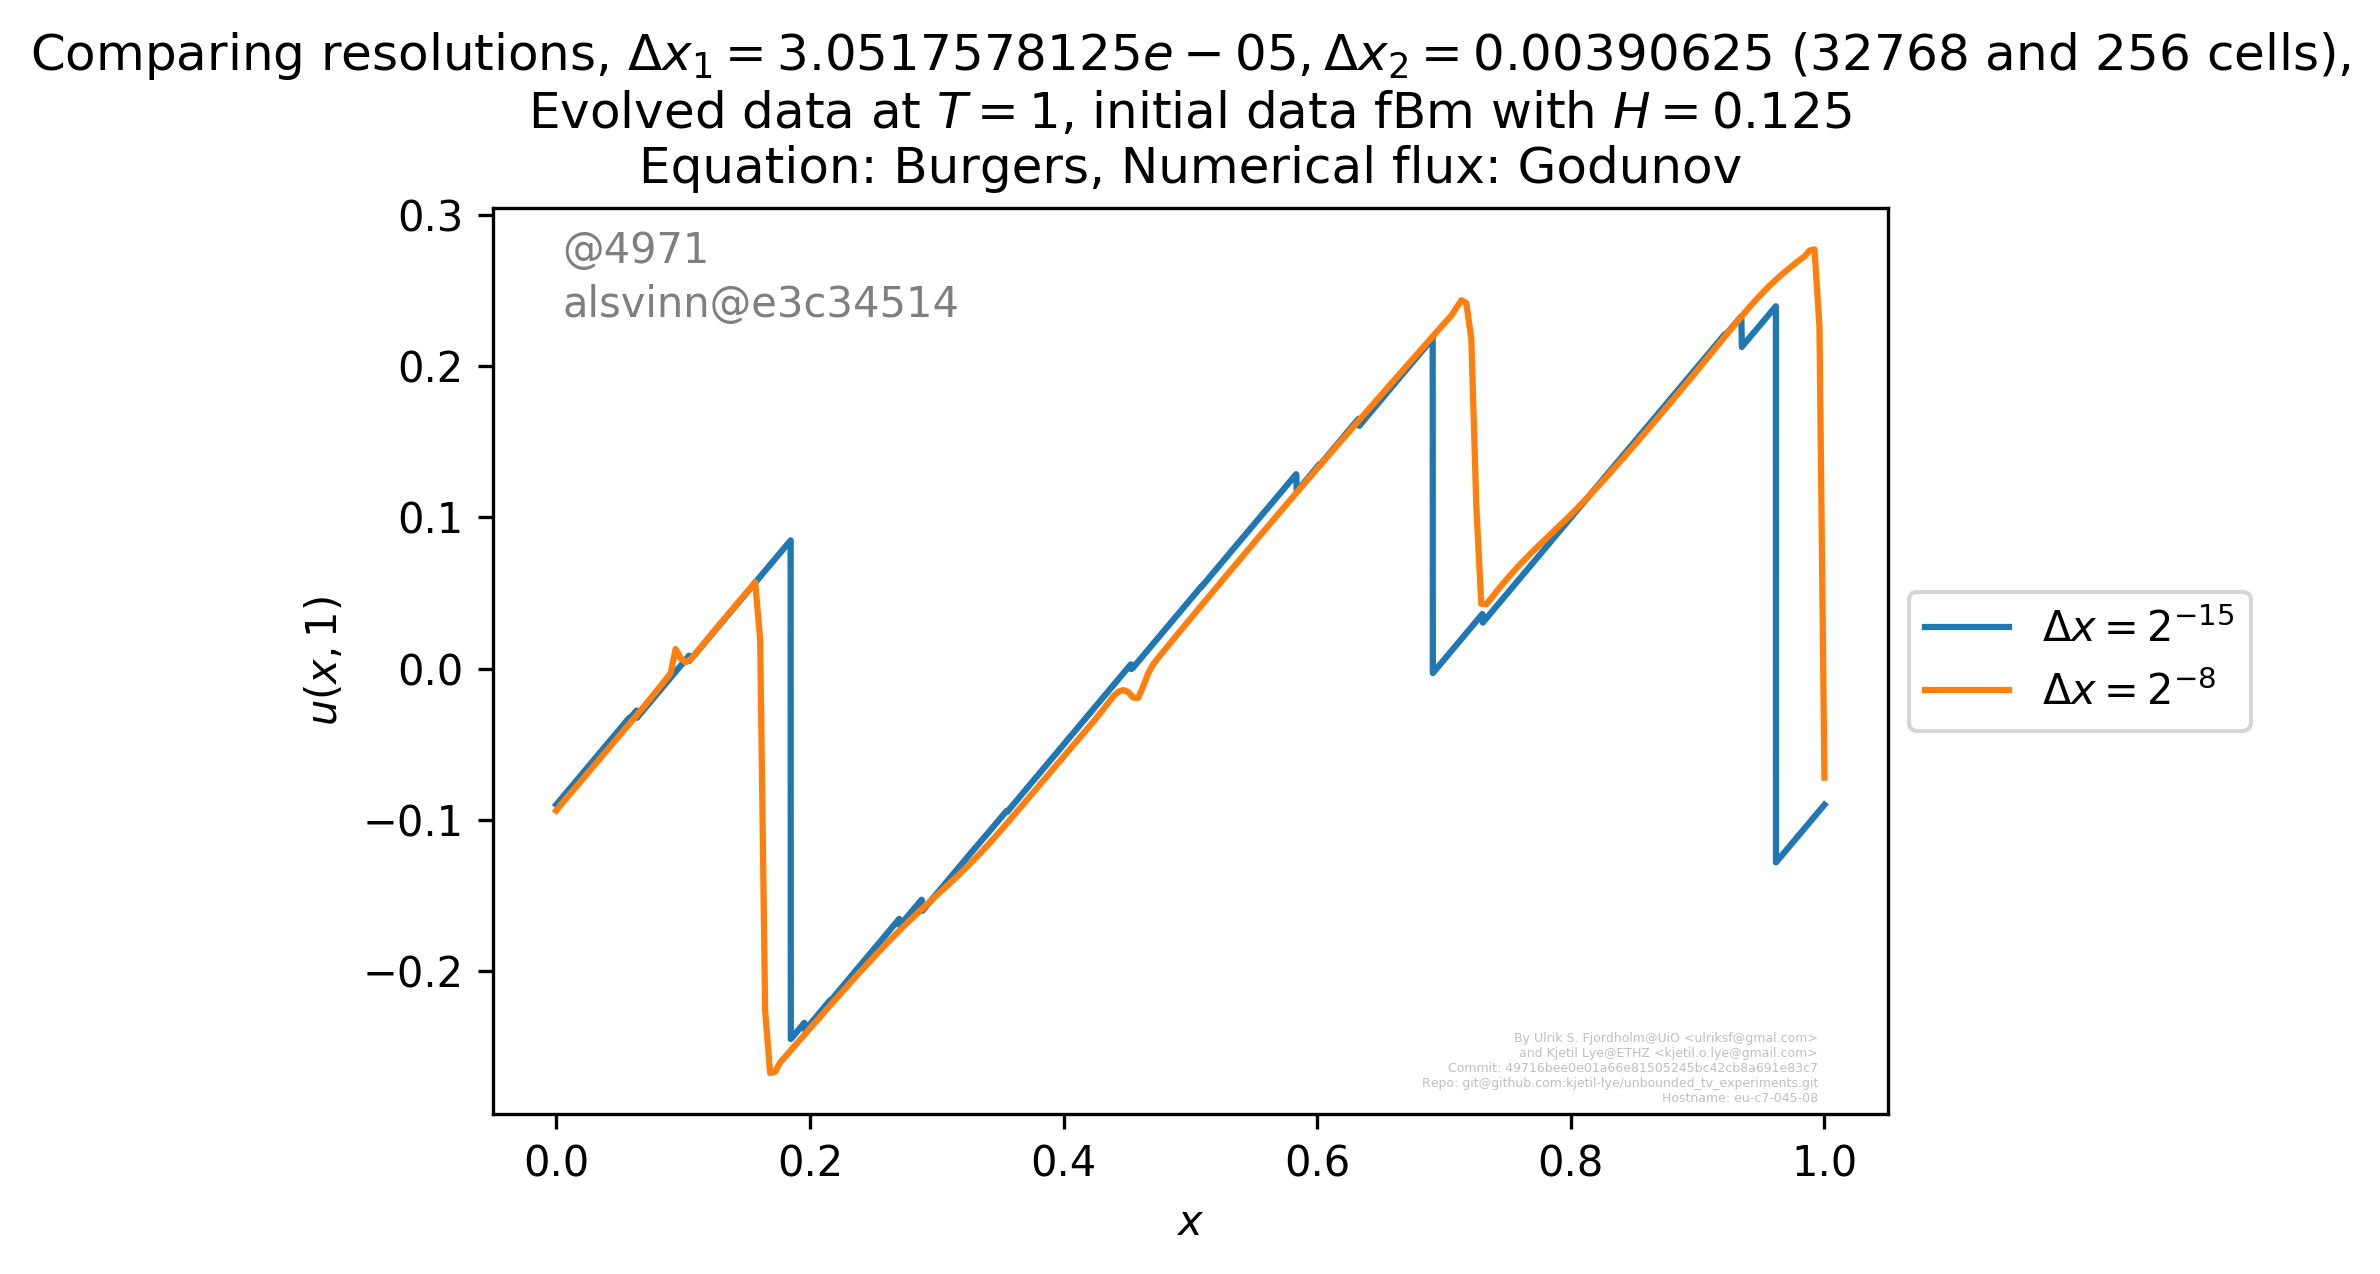 Comparing resolutions, Δx₁ = 3.0517578125e − 05, Δx₂ = 0.00390625 (32768 and 256 cells),
Evolved data at T = 1, initial data fBm with H = 0.125
Equation: Burgers, Numerical flux: Godunov
@4971
alsvinn@e3c34514
0.3
0.2
0.1
0.0
−0.1
−0.2
u(x, 1)
Δx = 2⁻¹⁵
Δx = 2⁻⁸
By Ulrik S. Fjordholm@UiO <ulriksf@gmal.com>
and Kjetil Lye@ETHZ <kjetil.o.lye@gmail.com>
Commit: 49716bee0e01a66e81505245bc42cb8a691e83c7
Repo: git@github.com:kjetil-lye/unbounded_tv_experiments.git
Hostname: eu-c7-045-08
0.0 0.2 0.4 0.6 0.8 1.0
x